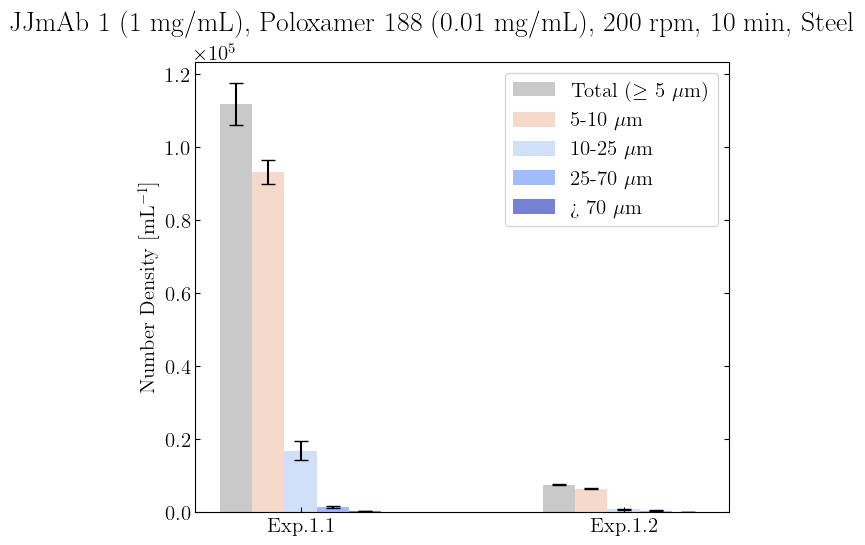 JJmAb 1 (1 mg/mL), Poloxamer 188 (0.01 mg/mL), 200 rpm, 10 min, Steel
×10⁵
1.2
1.0
0.8
0.6
0.4
0.2
0.0
Number Density [mL⁻¹]
Total (≥ 5 μm)
5-10 μm
10-25 μm
25-70 μm
> 70 μm
Exp.1.1
Exp.1.2